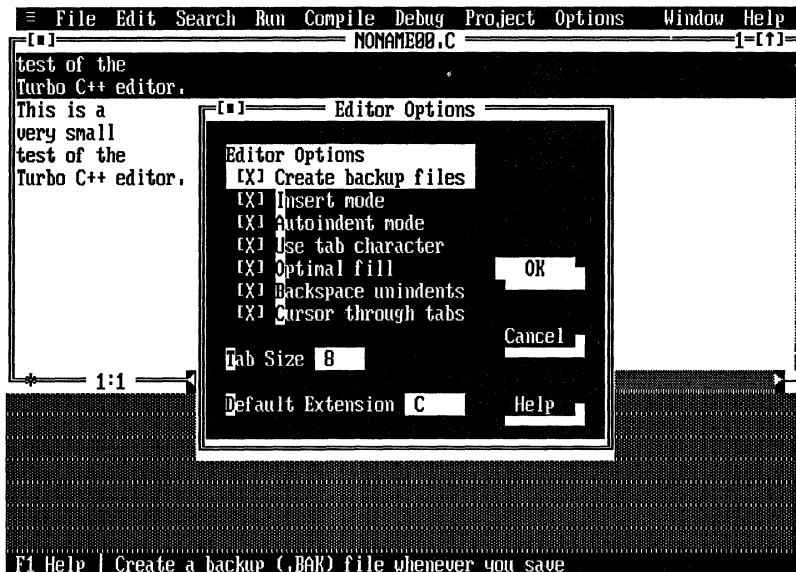 ≡ File Edit Search Run Compile Debug Project Options Window Help
[■] NONAME00.C 1=[↑]
test of the
Turbo C++ editor.
This is a
very small
test of the
Turbo C++ editor.
[■] Editor Options
Editor Options
[X] Create backup files
[X] Insert mode
[X] Autoindent mode
[X] Use tab character
[X] Optimal fill
[X] Backspace unindents
[X] Cursor through tabs
OK
Cancel
Tab Size 8
Default Extension C
Help
* 1:1
F1 Help | Create a backup (.BAK) file whenever you save